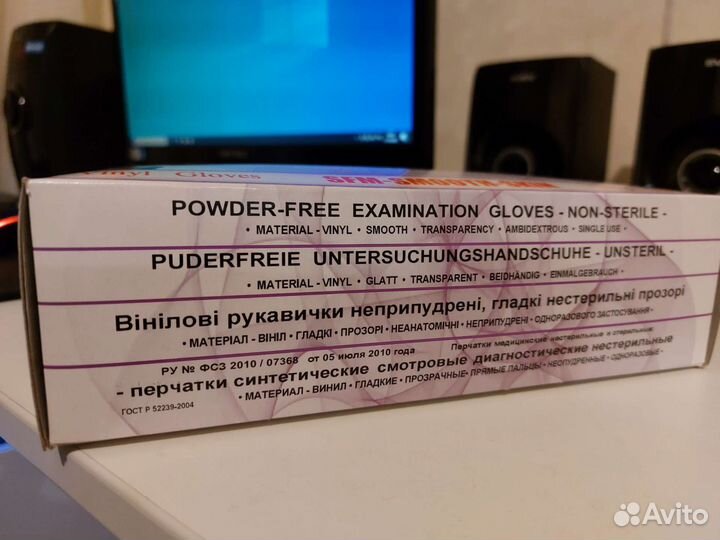 Vinyl Gloves SFM-SMOOTH-SKIN
POWDER-FREE EXAMINATION GLOVES - NON-STERILE -
• MATERIAL - VINYL • SMOOTH • TRANSPARENCY • AMBIDEXTROUS • SINGLE USE •
PUDERFREIE UNTERSUCHUNGSHANDSCHUHE - UNSTERIL -
• MATERIAL - VINYL • GLATT • TRANSPARENT • BEIDHÄNDIG • EINMALGEBRAUCH •
Вінілові рукавички неприпудрені, гладкі нестерильні прозорі
• МАТЕРІАЛ - ВІНІЛ • ГЛАДКІ • ПРОЗОРІ • НЕАНАТОМІЧНІ • НЕПРИПУДРЕНІ • ОДНОРАЗОВОГО ЗАСТОСУВАННЯ •
РУ № ФСЗ 2010 / 07368 от 05 июля 2010 года Перчатки медицинские нестерильные и стерильные:
- перчатки синтетические смотровые диагностические нестерильные
• МАТЕРИАЛ - ВИНИЛ • ГЛАДКИЕ • ПРОЗРАЧНЫЕ • ПРЯМЫЕ ПАЛЬЦЫ • НЕОПУДРЕННЫЕ • ОДНОРАЗОВЫЕ •
ГОСТ Р 52239-2004
Avito